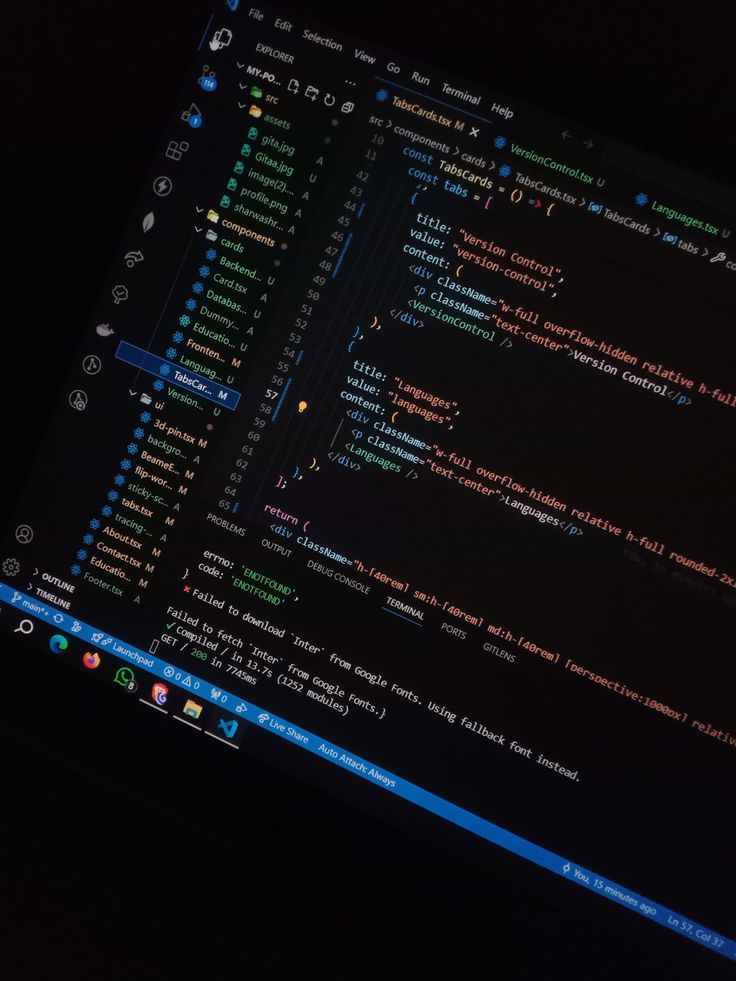 File Edit Selection View Go Run Terminal Help
EXPLORER
...
MY-PO...
src
assets
gita.jpg A
Gitaa.jpg U
image(2).... A
profile.png A
sharwashr... A
components
cards
Backend... U
Card.tsx A
Databas... U
Dummy... A
Educatio... U
Fronten... M
Languag... U
TabsCar... M
Version... U
ui
3d-pin.tsx M
backgro... A
BeameE... M
flip-wor... M
sticky-sc... A
tabs.tsx M
tracing-... A
About.tsx M
Contact.tsx M
Educatio... M
Footer.tsx A
OUTLINE
TIMELINE
114
1
TabsCards.tsx M
VersionControl.tsx U
Languages.tsx U
src > components > cards > TabsCards.tsx > TabsCards > tabs > co
10 const TabsCards = () => {
11 const tabs = [
42 },
43 {
44 title: "Version Control",
45 value: "version-control",
46 content: (
47 <div className="w-full overflow-hidden relative h-full
48 <p className="text-center">Version Control</p>
49 <VersionControl />
50 </div>
51 ),
52 },
53 {
54 title: "Languages",
55 value: "languages",
56 content: (
57 <div className="w-full overflow-hidden relative h-full rounded-2x
58 <p className="text-center">Languages</p>
59 <Languages />
60 </div>
61 ),
62 },
63 ];
64
65 return (
<div className="h-[40rem] sm:h-[40rem] md:h-[40rem] [perspective:1000px] relative
You, 15 minutes ago
PROBLEMS OUTPUT DEBUG CONSOLE TERMINAL PORTS GITLENS
errno: 'ENOTFOUND',
code: 'ENOTFOUND'
}
Failed to download `Inter` from Google Fonts. Using fallback font instead.
Failed to fetch `Inter` from Google Fonts.}
✓ Compiled / in 13.7s (1252 modules)
GET / 200 in 7745ms
main*+ Launchpad 0 0 0 Live Share Auto Attach: Always You, 15 minutes ago Ln 57, Col 37
8